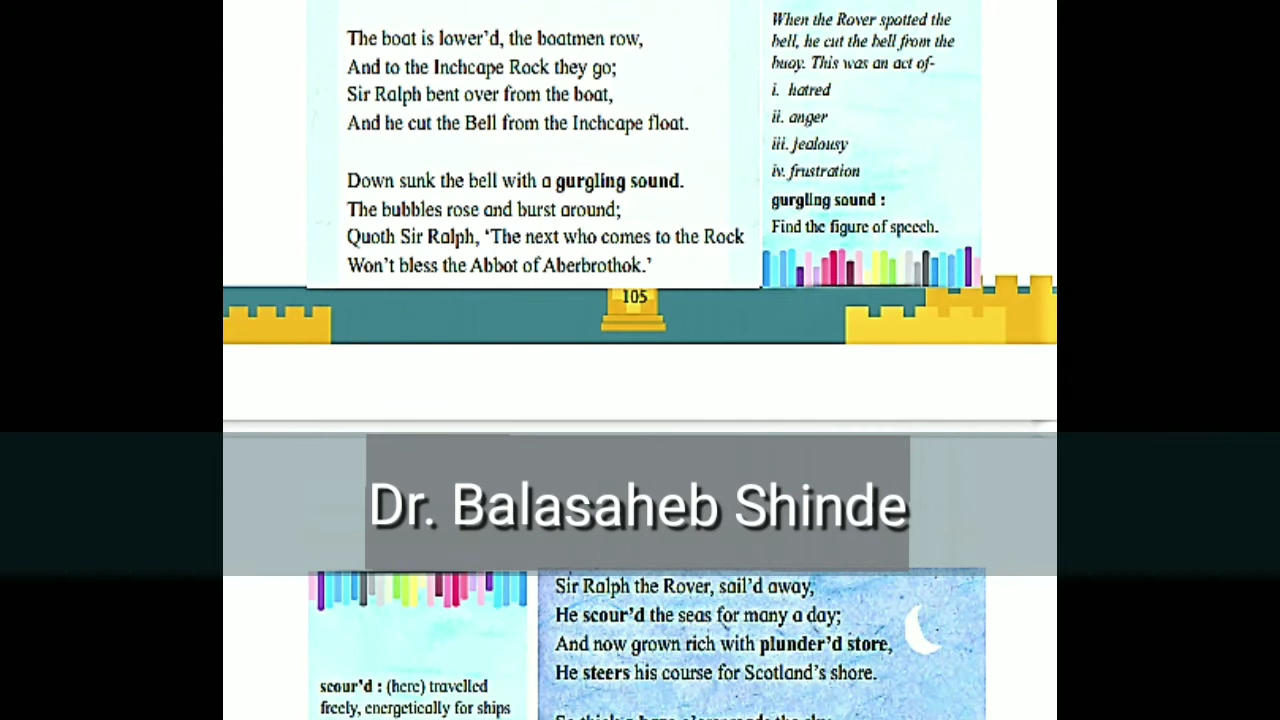 The boat is lower'd, the boatmen row,
And to the Inchcape Rock they go;
Sir Ralph bent over from the boat,
And he cut the Bell from the Inchcape float.
Down sunk the bell with a gurgling sound.
The bubbles rose and burst around;
Quoth Sir Ralph, 'The next who comes to the Rock
Won't bless the Abbot of Aberbrothok.'
When the Rover spotted the
bell, he cut the bell from the
buoy. This was an act of-
i. hatred
ii. anger
iii. jealousy
iv. frustration
gurgling sound :
Find the figure of speech.
105
Dr. Balasaheb Shinde
scour'd : (here) travelled
freely, energetically for ships
Sir Ralph the Rover, sail'd away,
He scour'd the seas for many a day;
And now grown rich with plunder'd store,
He steers his course for Scotland's shore.